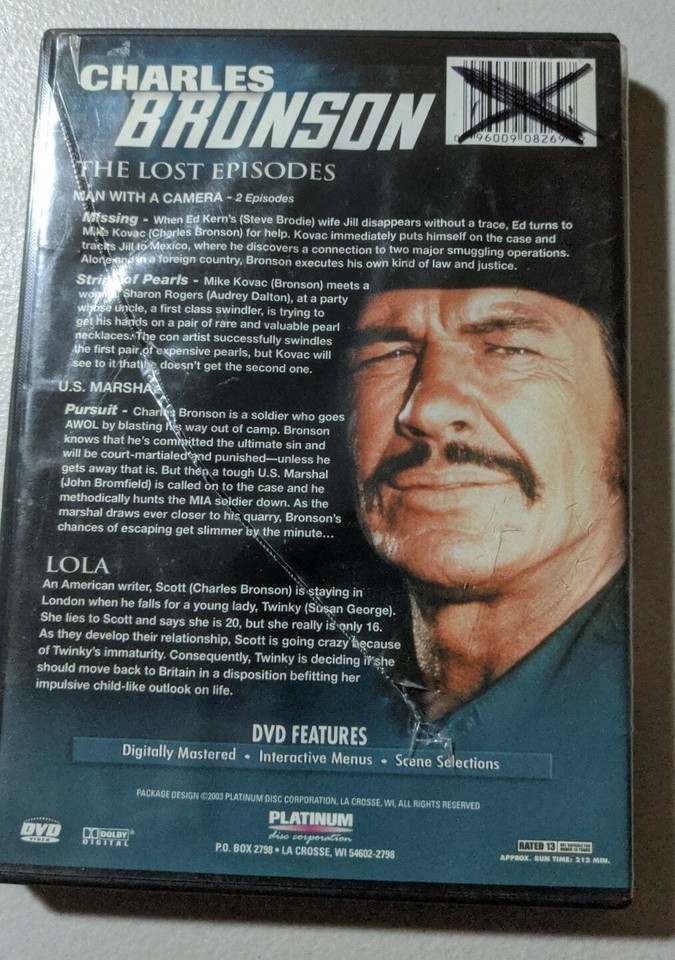 CHARLES
BRONSON
96009 08269
THE LOST EPISODES
MAN WITH A CAMERA - 2 Episodes
Missing - When Ed Kern's (Steve Brodie) wife Jill disappears without a trace, Ed turns to
Mike Kovac (Charles Bronson) for help. Kovac immediately puts himself on the case and
tracks Jill to Mexico, where he discovers a connection to two major smuggling operations.
Alone and in a foreign country, Bronson executes his own kind of law and justice.
String of Pearls - Mike Kovac (Bronson) meets a
woman, Sharon Rogers (Audrey Dalton), at a party
whose uncle, a first class swindler, is trying to
get his hands on a pair of rare and valuable pearl
necklaces. The con artist successfully swindles
the first pair of expensive pearls, but Kovac will
see to it that he doesn't get the second one.
U.S. MARSHAL
Pursuit - Charles Bronson is a soldier who goes
AWOL by blasting his way out of camp. Bronson
knows that he's committed the ultimate sin and
will be court-martialed and punished—unless he
gets away that is. But then a tough U.S. Marshal
(John Bromfield) is called on to the case and he
methodically hunts the MIA soldier down. As the
marshal draws ever closer to his quarry, Bronson's
chances of escaping get slimmer by the minute...
LOLA
An American writer, Scott (Charles Bronson) is staying in
London when he falls for a young lady, Twinky (Susan George).
She lies to Scott and says she is 20, but she really is only 16.
As they develop their relationship, Scott is going crazy because
of Twinky's immaturity. Consequently, Twinky is deciding if she
should move back to Britain in a disposition befitting her
impulsive child-like outlook on life.
DVD FEATURES
Digitally Mastered • Interactive Menus • Scene Selections
PACKAGE DESIGN ©2003 PLATINUM DISC CORPORATION, LA CROSSE, WI, ALL RIGHTS RESERVED
PLATINUM
disc corporation
P.O. BOX 2798 • LA CROSSE, WI 54602-2798
DVD
VIDEO
DOLBY
DIGITAL
RATED 13
APPROX. RUN TIME: 213 MIN.